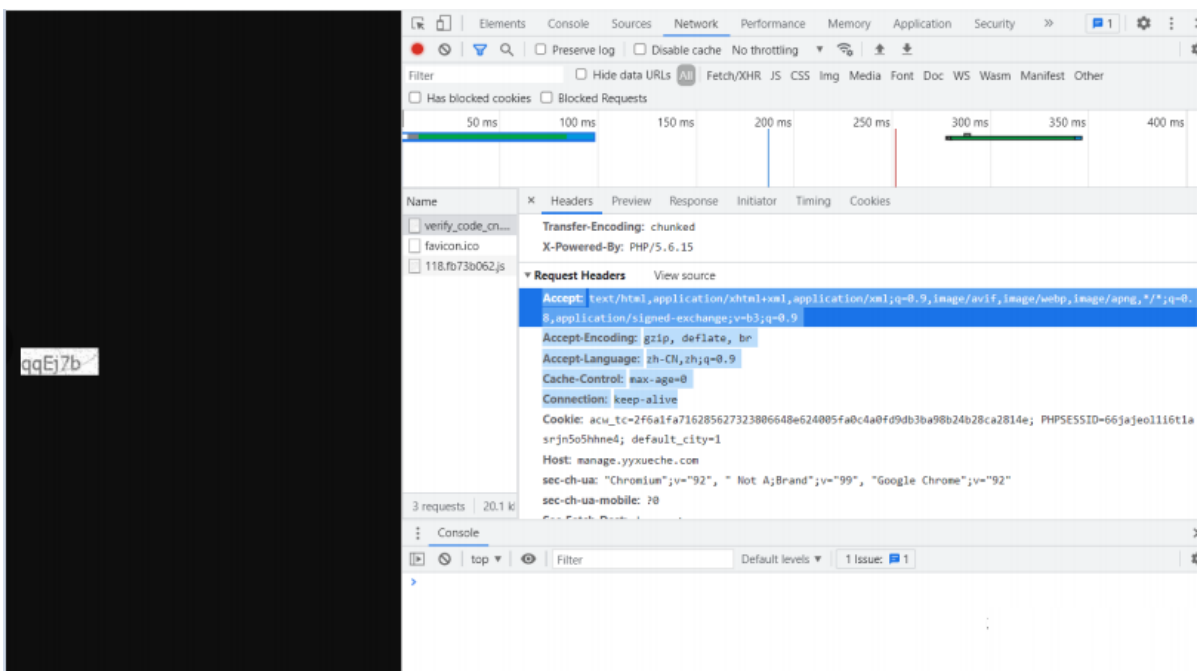 Elements Console Sources Network Performance Memory Application Security » 1
Preserve log Disable cache No throttling
Filter Hide data URLs All Fetch/XHR JS CSS Img Media Font Doc WS Wasm Manifest Other
Has blocked cookies Blocked Requests
50 ms 100 ms 150 ms 200 ms 250 ms 300 ms 350 ms 400 ms
Name × Headers Preview Response Initiator Timing Cookies
verify_code_cn....
favicon.ico
118.fb73b062.js
Transfer-Encoding: chunked
X-Powered-By: PHP/5.6.15
Request Headers View source
Accept: text/html,application/xhtml+xml,application/xml;q=0.9,image/avif,image/webp,image/apng,*/*;q=0.
8,application/signed-exchange;v=b3;q=0.9
Accept-Encoding: gzip, deflate, br
Accept-Language: zh-CN,zh;q=0.9
Cache-Control: max-age=0
Connection: keep-alive
qqEj7b
Cookie: acw_tc=2f6a1fa716285627323806648e624005fa0c4a0fd9db3ba98b24b28ca2814e; PHPSESSID=66jajeol1i6t1a
srjn5o5hhne4; default_city=1
Host: manage.yyxueche.com
sec-ch-ua: "Chromium";v="92", " Not A;Brand";v="99", "Google Chrome";v="92"
sec-ch-ua-mobile: ?0
3 requests 20.1 k
Console
top Filter Default levels 1 Issue: 1